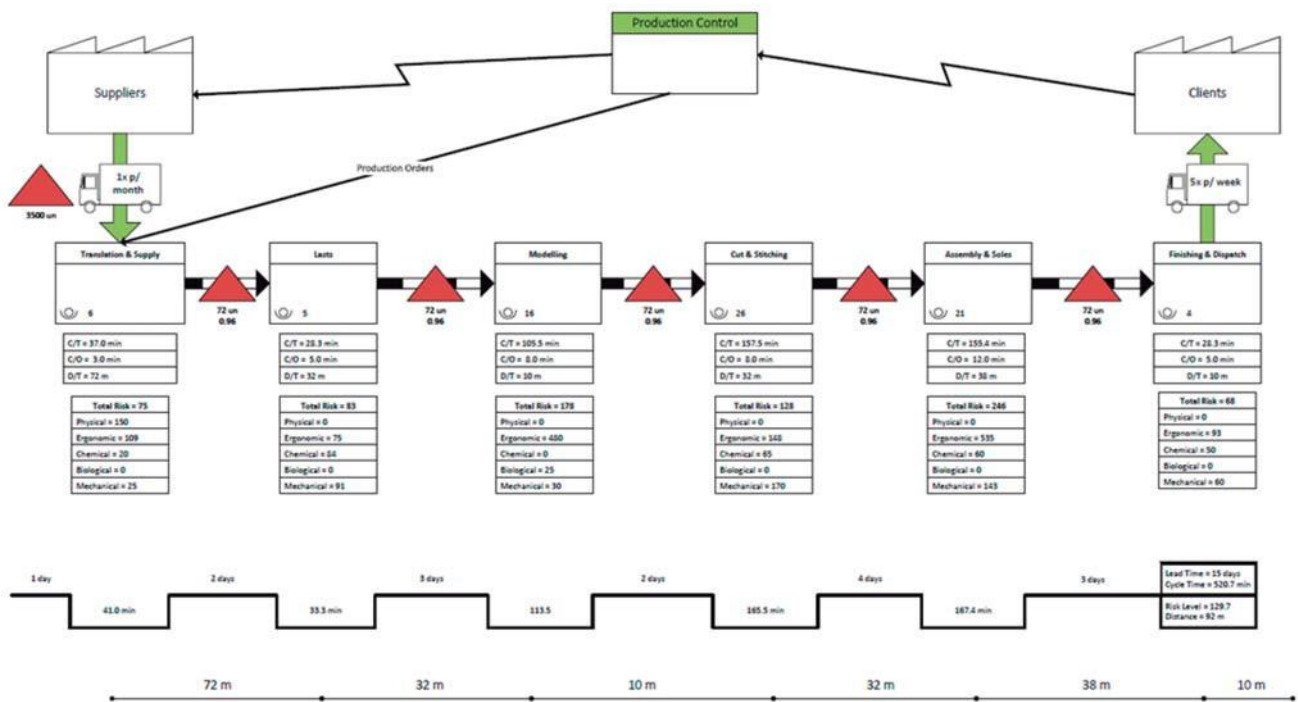 Production Control
Suppliers
Clients
1x p/
month
3500 un
Production Orders
5x p/ week
Translation & Supply
6
72 un
0.96
Lasts
5
72 un
0.96
Modelling
16
72 un
0.96
Cut & Stitching
26
72 un
0.96
Assembly & Soles
21
72 un
0.96
Finishing & Dispatch
4
C/T = 37.0 min
C/O = 3.0 min
D/T = 72 m
C/T = 28.3 min
C/O = 5.0 min
D/T = 32 m
C/T = 105.5 min
C/O = 8.0 min
D/T = 10 m
C/T = 157.5 min
C/O = 8.0 min
D/T = 32 m
C/T = 155.4 min
C/O = 12.0 min
D/T = 38 m
C/T = 28.3 min
C/O = 5.0 min
D/T = 10 m
Total Risk = 75
Physical = 150
Ergonomic = 109
Chemical = 20
Biological = 0
Mechanical = 25
Total Risk = 83
Physical = 0
Ergonomic = 75
Chemical = 84
Biological = 0
Mechanical = 91
Total Risk = 178
Physical = 0
Ergonomic = 480
Chemical = 0
Biological = 25
Mechanical = 30
Total Risk = 128
Physical = 0
Ergonomic = 148
Chemical = 65
Biological = 0
Mechanical = 170
Total Risk = 246
Physical = 0
Ergonomic = 535
Chemical = 60
Biological = 0
Mechanical = 143
Total Risk = 68
Physical = 0
Ergonomic = 93
Chemical = 50
Biological = 0
Mechanical = 60
1 day
41.0 min
2 days
33.3 min
3 days
113.5
2 days
165.5 min
4 days
167.4 min
3 days
Lead Time = 15 days
Cycle Time = 520.7 min
Risk Level = 129.7
Distance = 92 m
72 m
32 m
10 m
32 m
38 m
10 m